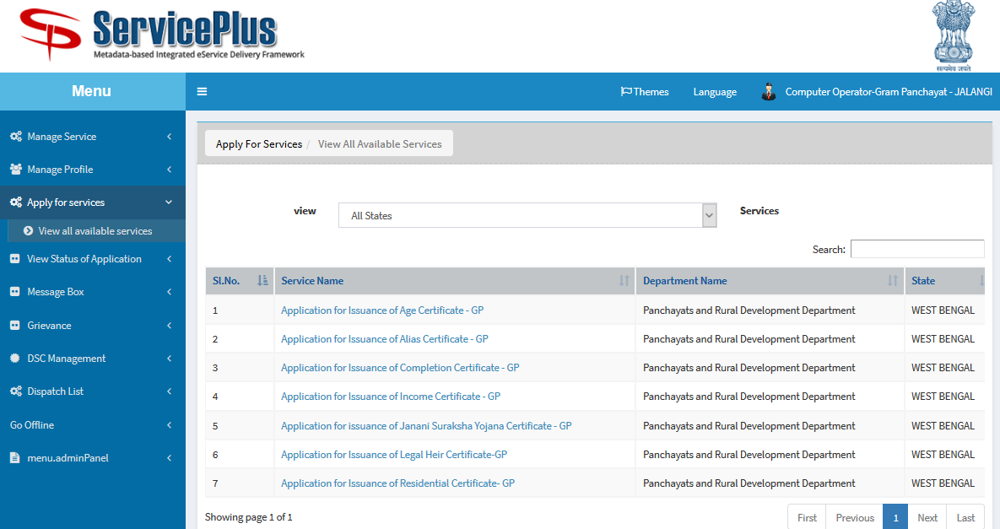 ServicePlus
Metadata-based Integrated eService Delivery Framework
सत्यमेव जयते
Menu
Themes Language Computer Operator-Gram Panchayat - JALANGI
Manage Service
Manage Profile
Apply for services
View all available services
View Status of Application
Message Box
Grievance
DSC Management
Dispatch List
Go Offline
menu.adminPanel
Apply For Services / View All Available Services
view All States Services
Search:
Sl.No. Service Name Department Name State
1 Application for Issuance of Age Certificate - GP Panchayats and Rural Development Department WEST BENGAL
2 Application for Issuance of Alias Certificate - GP Panchayats and Rural Development Department WEST BENGAL
3 Application for Issuance of Completion Certificate - GP Panchayats and Rural Development Department WEST BENGAL
4 Application for Issuance of Income Certificate - GP Panchayats and Rural Development Department WEST BENGAL
5 Application for issuance of Janani Suraksha Yojana Certificate - GP Panchayats and Rural Development Department WEST BENGAL
6 Application for Issuance of Legal Heir Certificate-GP Panchayats and Rural Development Department WEST BENGAL
7 Application for Issuance of Residential Certificate- GP Panchayats and Rural Development Department WEST BENGAL
Showing page 1 of 1 First Previous 1 Next Last